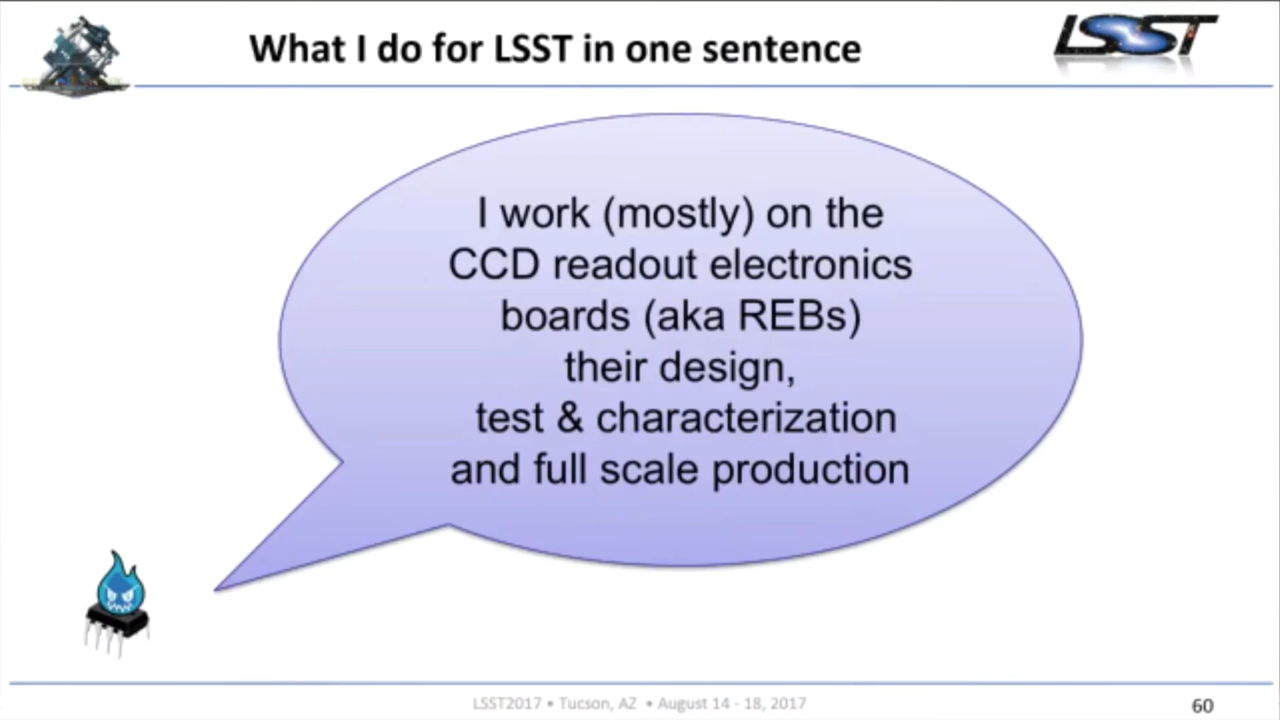 What I do for LSST in one sentence
LSST
I work (mostly) on the
CCD readout electronics
boards (aka REBs)
their design,
test & characterization
and full scale production
LSST2017 • Tucson, AZ • August 14 - 18, 2017
60